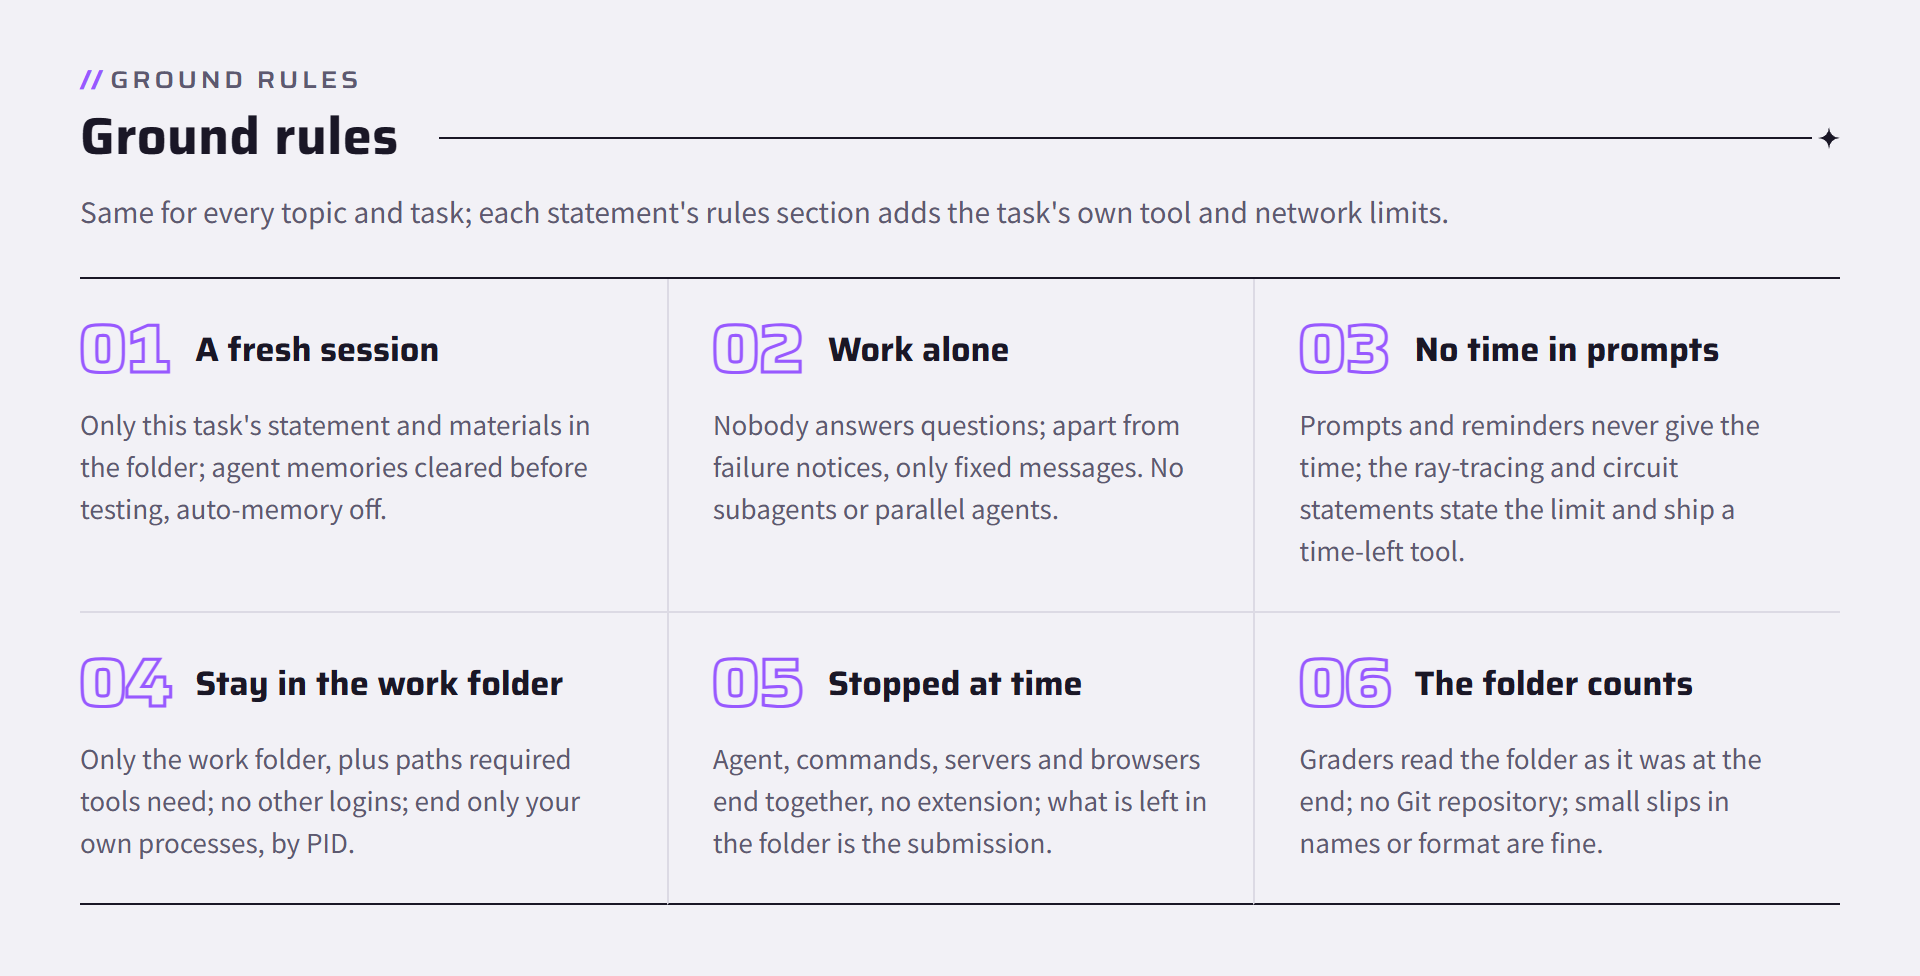 // GROUND RULES
Ground rules
Same for every topic and task; each statement's rules section adds the task's own tool and network limits.
01 A fresh session
Only this task's statement and materials in
the folder; agent memories cleared before
testing, auto-memory off.
02 Work alone
Nobody answers questions; apart from
failure notices, only fixed messages. No
subagents or parallel agents.
03 No time in prompts
Prompts and reminders never give the
time; the ray-tracing and circuit
statements state the limit and ship a
time-left tool.
04 Stay in the work folder
Only the work folder, plus paths required
tools need; no other logins; end only your
own processes, by PID.
05 Stopped at time
Agent, commands, servers and browsers
end together, no extension; what is left in
the folder is the submission.
06 The folder counts
Graders read the folder as it was at the
end; no Git repository; small slips in
names or format are fine.